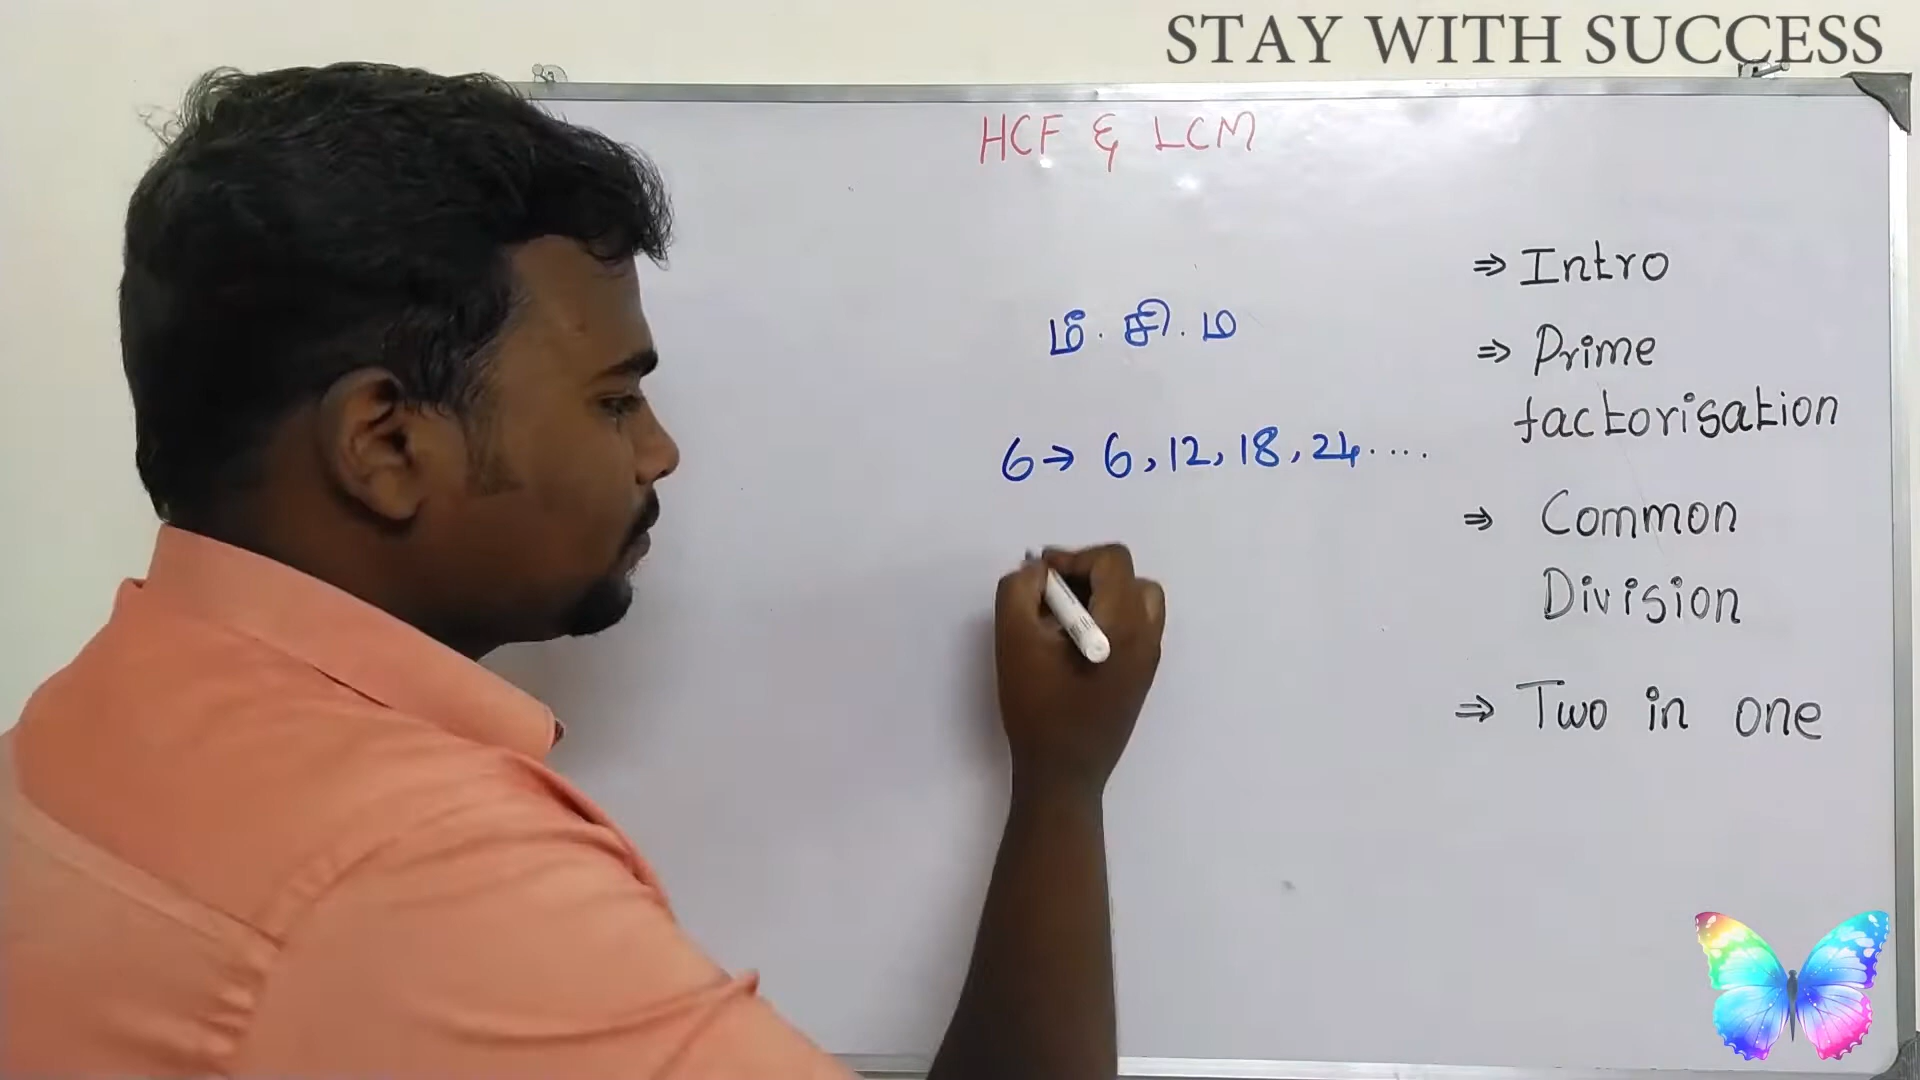 STAY WITH SUCCESS
HCF & LCM
மீ. சி. ம
6 → 6, 12, 18, 24 ....
⇒ Intro
⇒ Prime
factorisation
⇒ Common
Division
⇒ Two in one